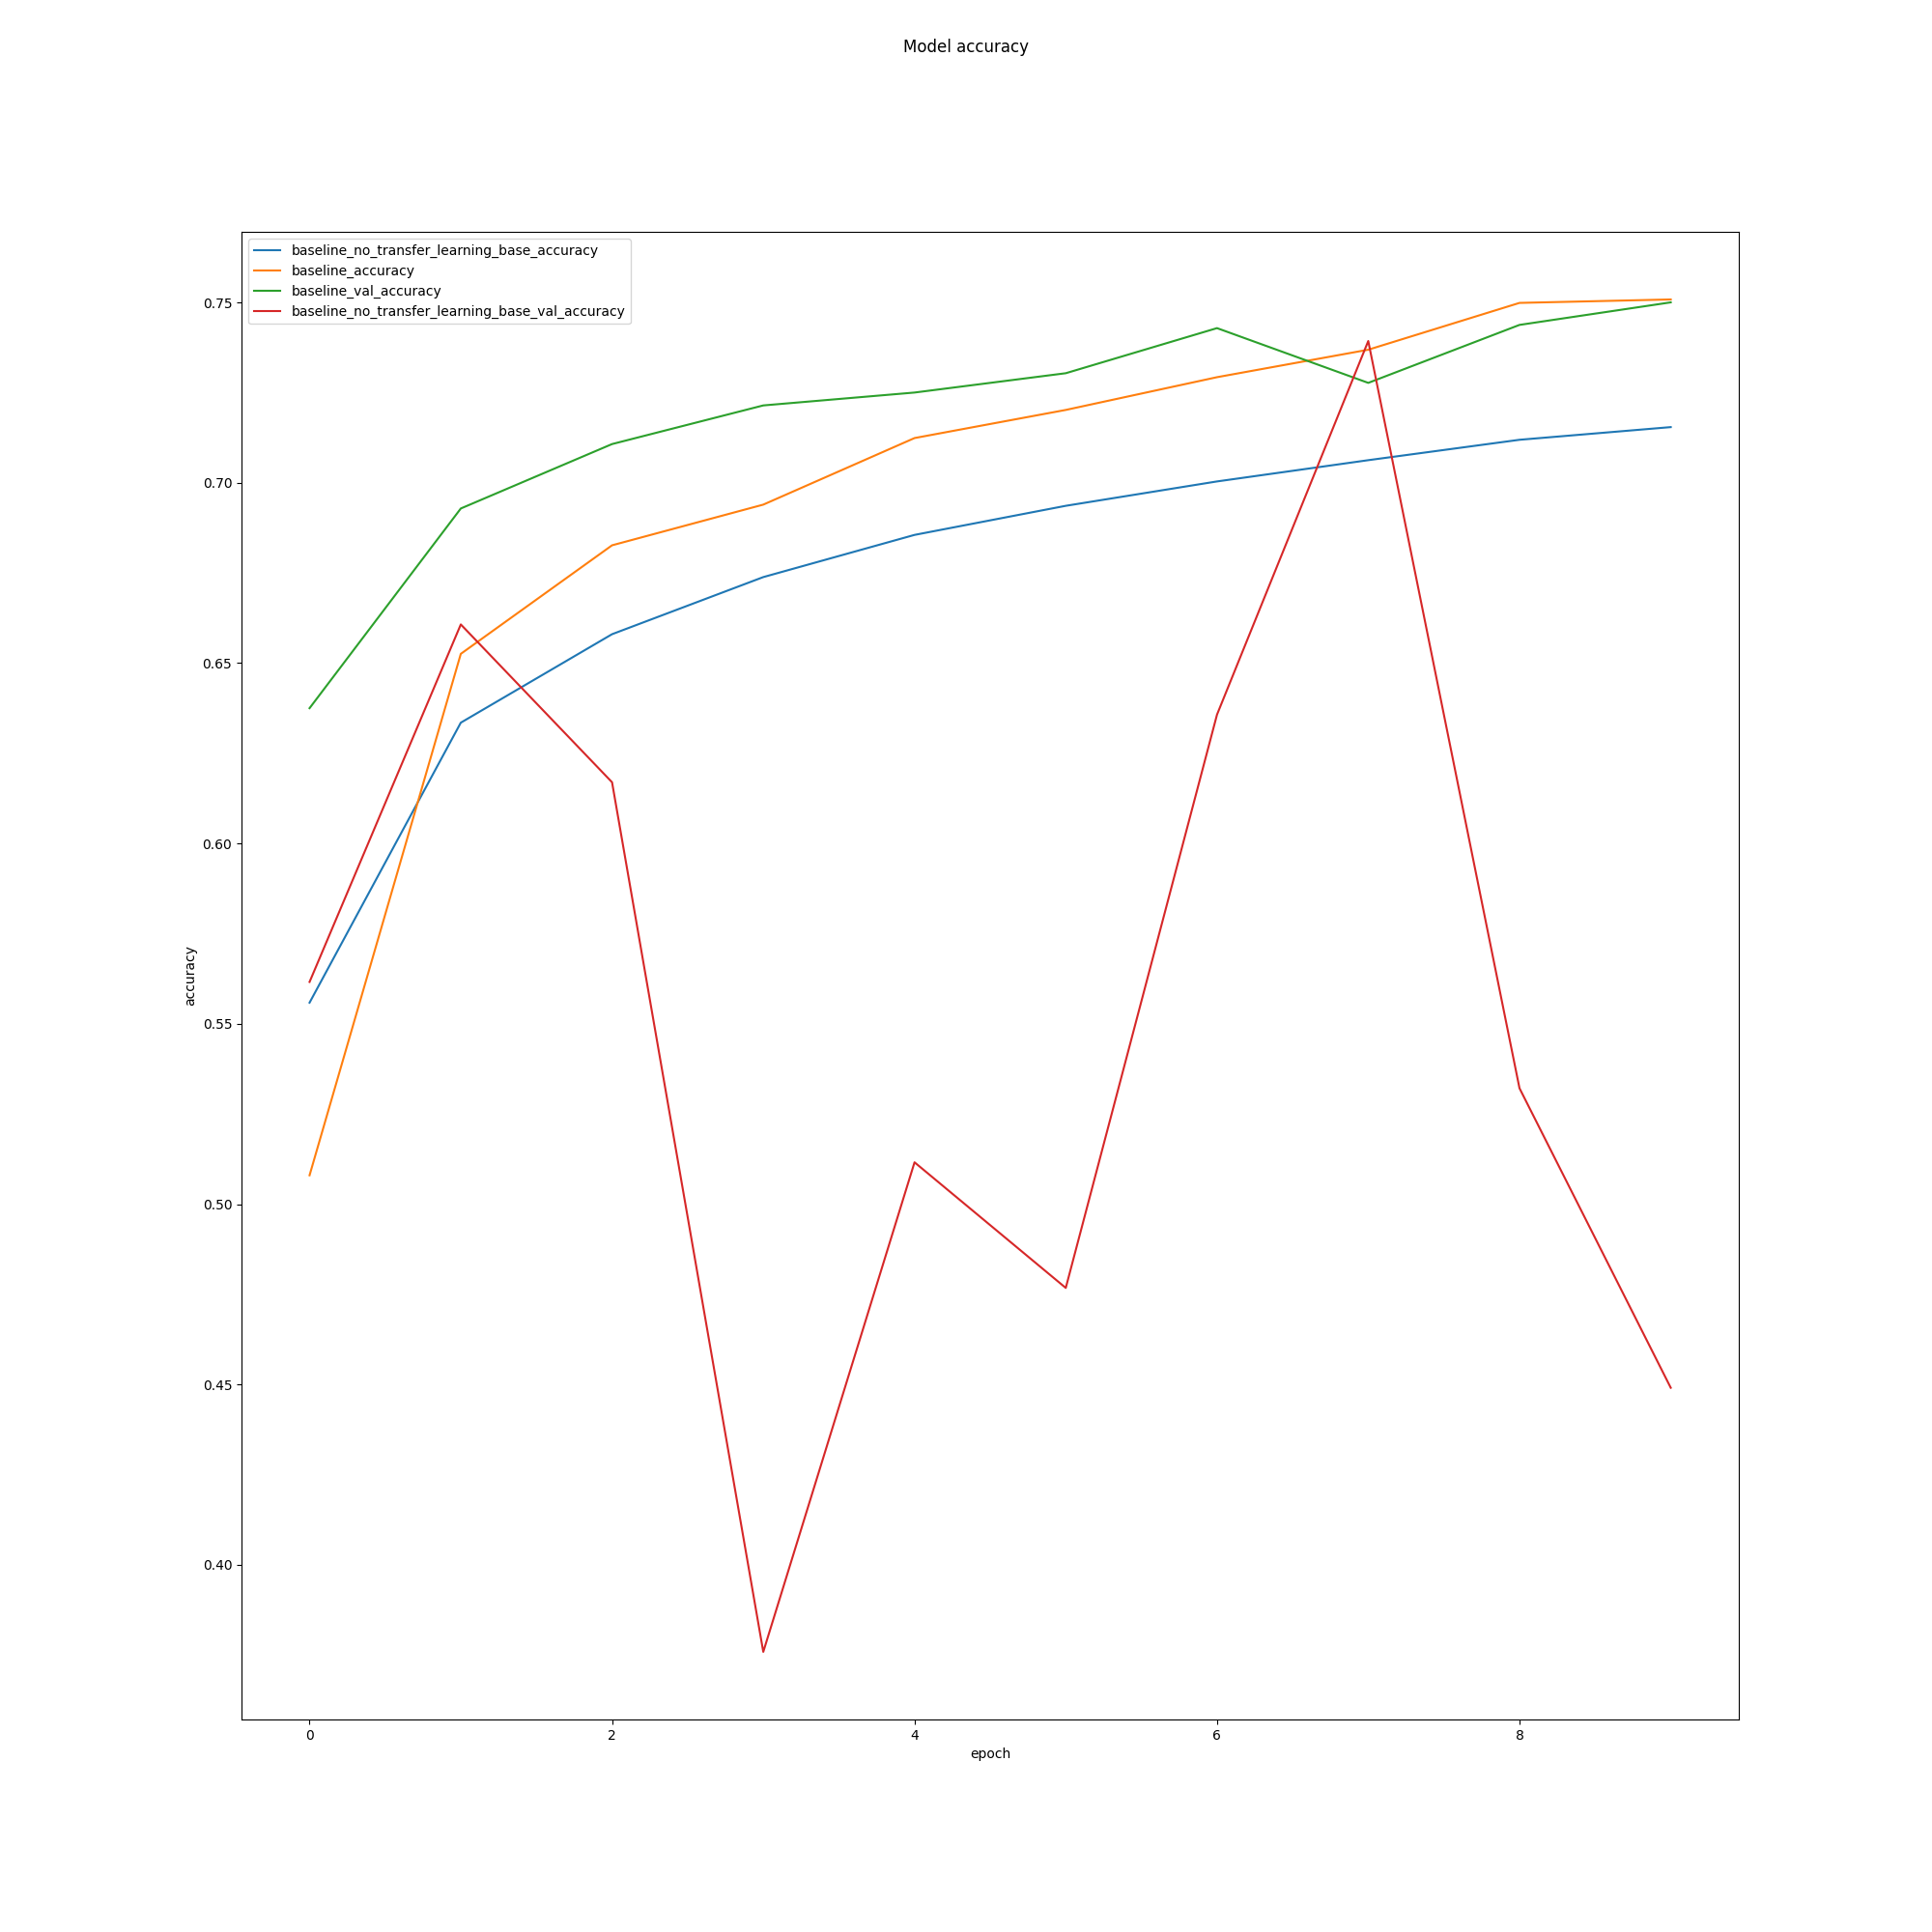 Model accuracy
baseline_no_transfer_learning_base_accuracy
baseline_accuracy
baseline_val_accuracy
baseline_no_transfer_learning_base_val_accuracy
0.75
0.70
0.65
0.60
0.55
0.50
0.45
0.40
accuracy
0 2 4 6 8
epoch